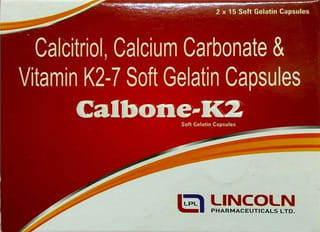 2 x 15 Soft Gelatin Capsules
Calcitriol, Calcium Carbonate &
Vitamin K2-7 Soft Gelatin Capsules
Calbone-K2
Soft Gelatin Capsules
LPL LINCOLN
PHARMACEUTICALS LTD.